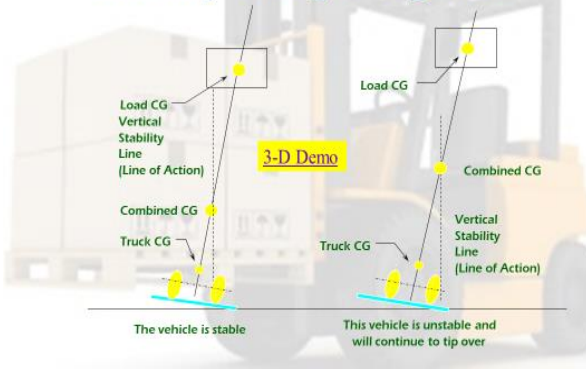 Load CG
Vertical
Stability
Line
(Line of Action)
Combined CG
Truck CG
The vehicle is stable
3-D Demo
Load CG
Combined CG
Vertical
Stability
Line
(Line of Action)
Truck CG
This vehicle is unstable and
will continue to tip over